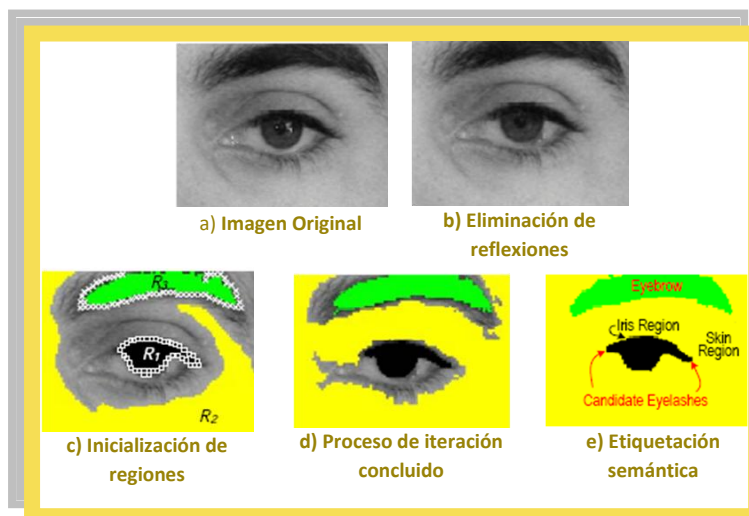 a) Imagen Original
b) Eliminación de
reflexiones
R3
R1
R2
Eyebrow
Iris Region
Skin
Region
Candidate Eyelashes
c) Inicialización de
regiones
d) Proceso de iteración
concluido
e) Etiquetación
semántica